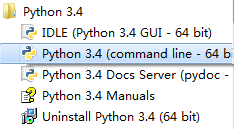 Python 3.4
IDLE (Python 3.4 GUI - 64 bit)
Python 3.4 (command line - 64 b
Python 3.4 Docs Server (pydoc -
Python 3.4 Manuals
Uninstall Python 3.4 (64 bit)